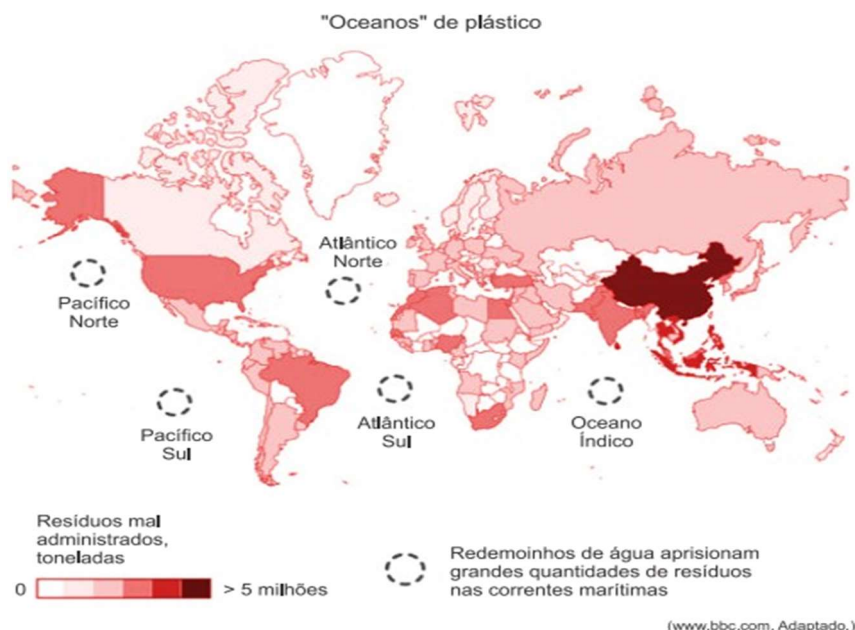 "Oceanos" de plástico
Atlântico
Norte
Pacífico
Norte
Pacífico
Sul
Atlântico
Sul
Oceano
Índico
Resíduos mal
administrados,
toneladas
0
> 5 milhões
Redemoinhos de água aprisionam
grandes quantidades de resíduos
nas correntes marítimas
(www.bbc.com. Adaptado.)